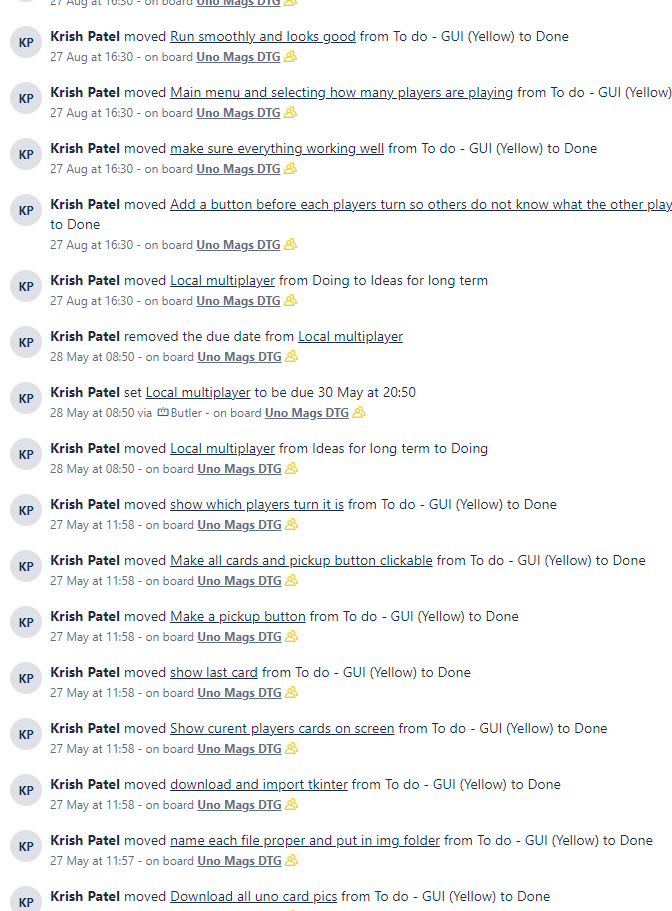 27 Aug at 16:30 - on board Uno Mags DTG
KP
Krish Patel moved Run smoothly and looks good from To do - GUI (Yellow) to Done
27 Aug at 16:30 - on board Uno Mags DTG
KP
Krish Patel moved Main menu and selecting how many players are playing from To do - GUI (Yellow)
27 Aug at 16:30 - on board Uno Mags DTG
KP
Krish Patel moved make sure everything working well from To do - GUI (Yellow) to Done
27 Aug at 16:30 - on board Uno Mags DTG
KP
Krish Patel moved Add a button before each players turn so others do not know what the other play
to Done
27 Aug at 16:30 - on board Uno Mags DTG
KP
Krish Patel moved Local multiplayer from Doing to Ideas for long term
27 Aug at 16:30 - on board Uno Mags DTG
KP
Krish Patel removed the due date from Local multiplayer
28 May at 08:50 - on board Uno Mags DTG
KP
Krish Patel set Local multiplayer to be due 30 May at 20:50
28 May at 08:50 via Butler - on board Uno Mags DTG
KP
Krish Patel moved Local multiplayer from Ideas for long term to Doing
28 May at 08:50 - on board Uno Mags DTG
KP
Krish Patel moved show which players turn it is from To do - GUI (Yellow) to Done
27 May at 11:58 - on board Uno Mags DTG
KP
Krish Patel moved Make all cards and pickup button clickable from To do - GUI (Yellow) to Done
27 May at 11:58 - on board Uno Mags DTG
KP
Krish Patel moved Make a pickup button from To do - GUI (Yellow) to Done
27 May at 11:58 - on board Uno Mags DTG
KP
Krish Patel moved show last card from To do - GUI (Yellow) to Done
27 May at 11:58 - on board Uno Mags DTG
KP
Krish Patel moved Show curent players cards on screen from To do - GUI (Yellow) to Done
27 May at 11:58 - on board Uno Mags DTG
KP
Krish Patel moved download and import tkinter from To do - GUI (Yellow) to Done
27 May at 11:58 - on board Uno Mags DTG
KP
Krish Patel moved name each file proper and put in img folder from To do - GUI (Yellow) to Done
27 May at 11:57 - on board Uno Mags DTG
KP
Krish Patel moved Download all uno card pics from To do - GUI (Yellow) to Done